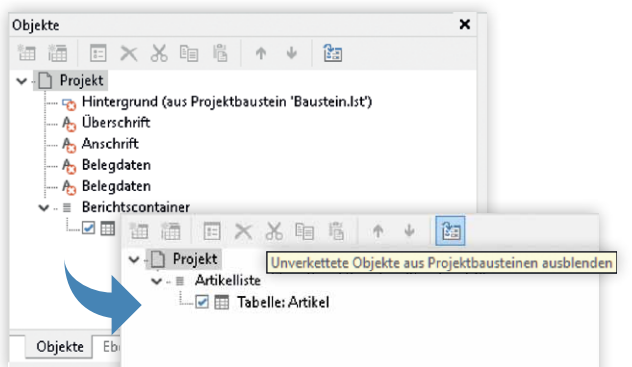 Objekte
Projekt
Hintergrund (aus Projektbaustein 'Baustein.lst')
Überschrift
Anschrift
Belegdaten
Belegdaten
Berichtscontainer
Projekt
Unverkettete Objekte aus Projektbausteinen ausblenden
Artikelliste
Tabelle: Artikel
Objekte
Eb